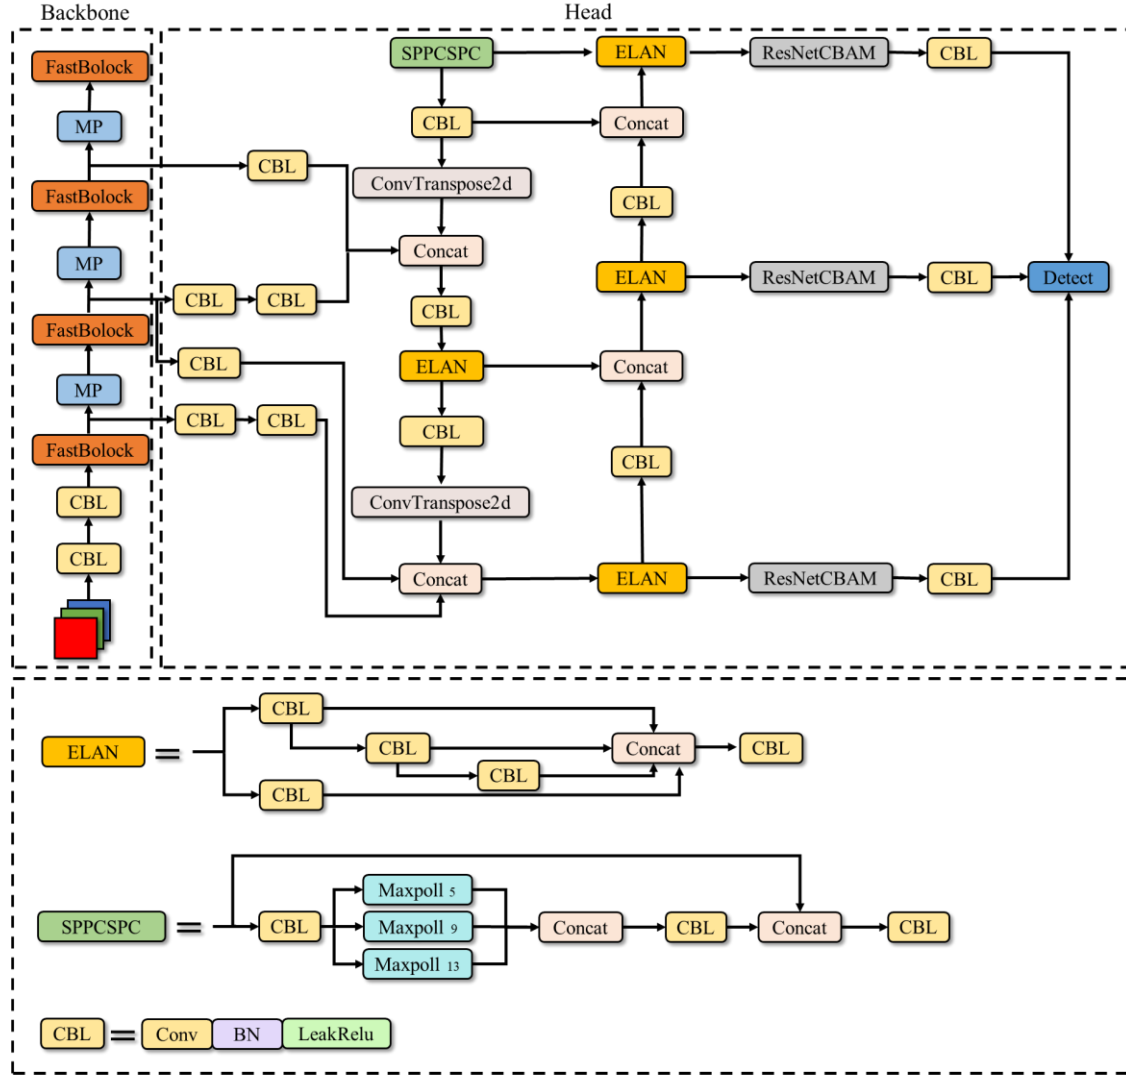 Backbone
Head
FastBolock
SPPCSPC
ELAN
ResNetCBAM
CBL
MP
CBL
Concat
CBL
ConvTranspose2d
FastBolock
CBL
Concat
MP
ELAN
ResNetCBAM
CBL
Detect
CBL
CBL
CBL
FastBolock
CBL
ELAN
Concat
MP
CBL
CBL
CBL
FastBolock
CBL
CBL
ConvTranspose2d
CBL
Concat
ELAN
ResNetCBAM
CBL
ELAN
CBL
CBL
CBL
CBL
Concat
CBL
SPPCSPC
CBL
Maxpoll 5
Maxpoll 9
Maxpoll 13
Concat
CBL
Concat
CBL
CBL
Conv
BN
LeakRelu